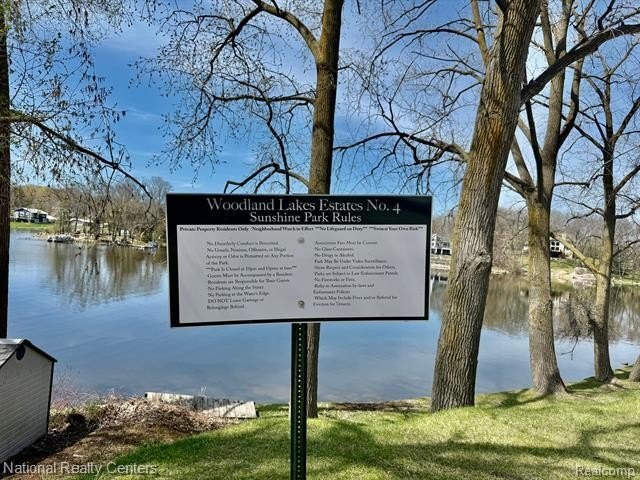 Woodland Lakes Estates No. 4
Sunshine Park Rules
Private Property Residents Only Neighborhood Watch in Effect ***No Lifeguard on Duty*** ***Swim at Your Own Risk***
No Disorderly Conduct is Permitted.
No Unsafe, Noxious, Offensive, or Illegal
Activity or Odor is Permitted on Any Portion
of the Park.
***Park Is Closed at 10pm and Opens at 6am***
Guests Must be Accompanied by a Resident
Residents are Responsible for Their Guests
No Parking Along the Street
No Parking at the Water's Edge.
DO NOT Leave Garbage or
Belongings Behind.
Association Fees Must be Current
No Glass Containers.
No Drugs or Alcohol.
Park May Be Under Video Surveillance.
Show Respect and Consideration for Others.
Parks are Subject to Law Enforcement Patrols.
No Fireworks or Fires.
Rules by-laws and
Enforcement Policies
Which May Include Fines and/or Referral for
Eviction for Tenants.
National Realty Centers
Realcomp